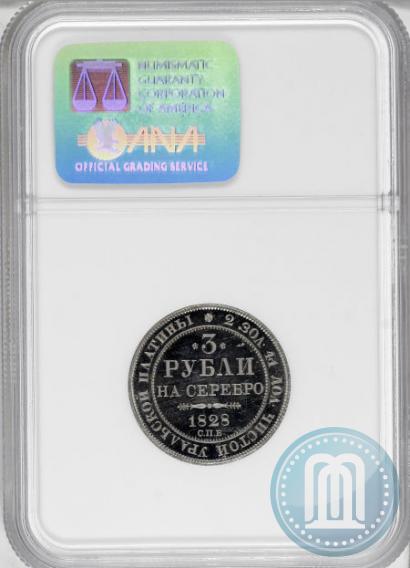 NUMISMATIC
GUARANTY
CORPORATION
OF AMERICA
ANA
OFFICIAL GRADING SERVICE
* 2 ЗОЛ. 41 ДОЛ. ЧИСТОЙ УРАЛЬСКОЙ ПЛАТИНЫ
*3*
РУБЛИ
НА СЕРЕБРО
1828
С.П.Б.
M